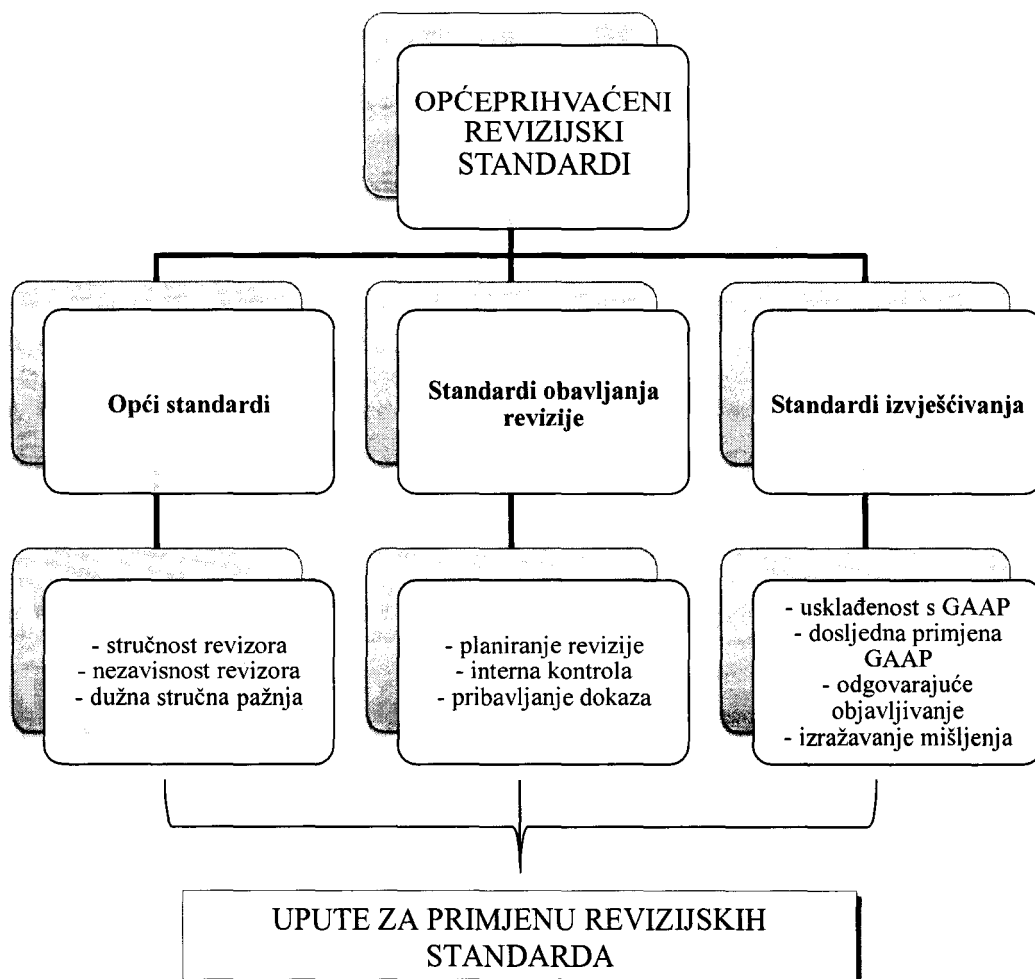 OPĆEPRIHVAĆENI
REVIZIJSKI
STANDARDI
Opći standardi
Standardi obavljanja
revizije
Standardi izvješćivanja
- stručnost revizora
- nezavisnost revizora
- dužna stručna pažnja
- planiranje revizije
- interna kontrola
- pribavljanje dokaza
- usklađenost s GAAP
- dosljedna primjena
GAAP
- odgovarajuće
objavljivanje
- izražavanje mišljenja
UPUTE ZA PRIMJENU REVIZIJSKIH
STANDARDA